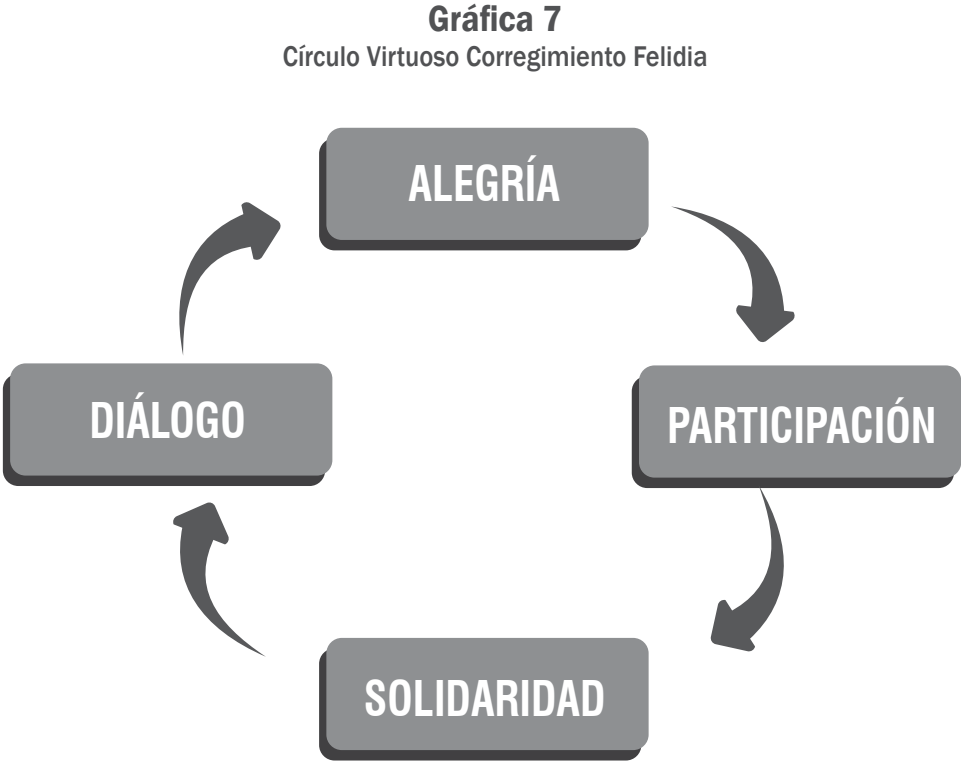 Gráfica 7
Círculo Virtuoso Corregimiento Felidia
ALEGRÍA
DIÁLOGO
PARTICIPACIÓN
SOLIDARIDAD